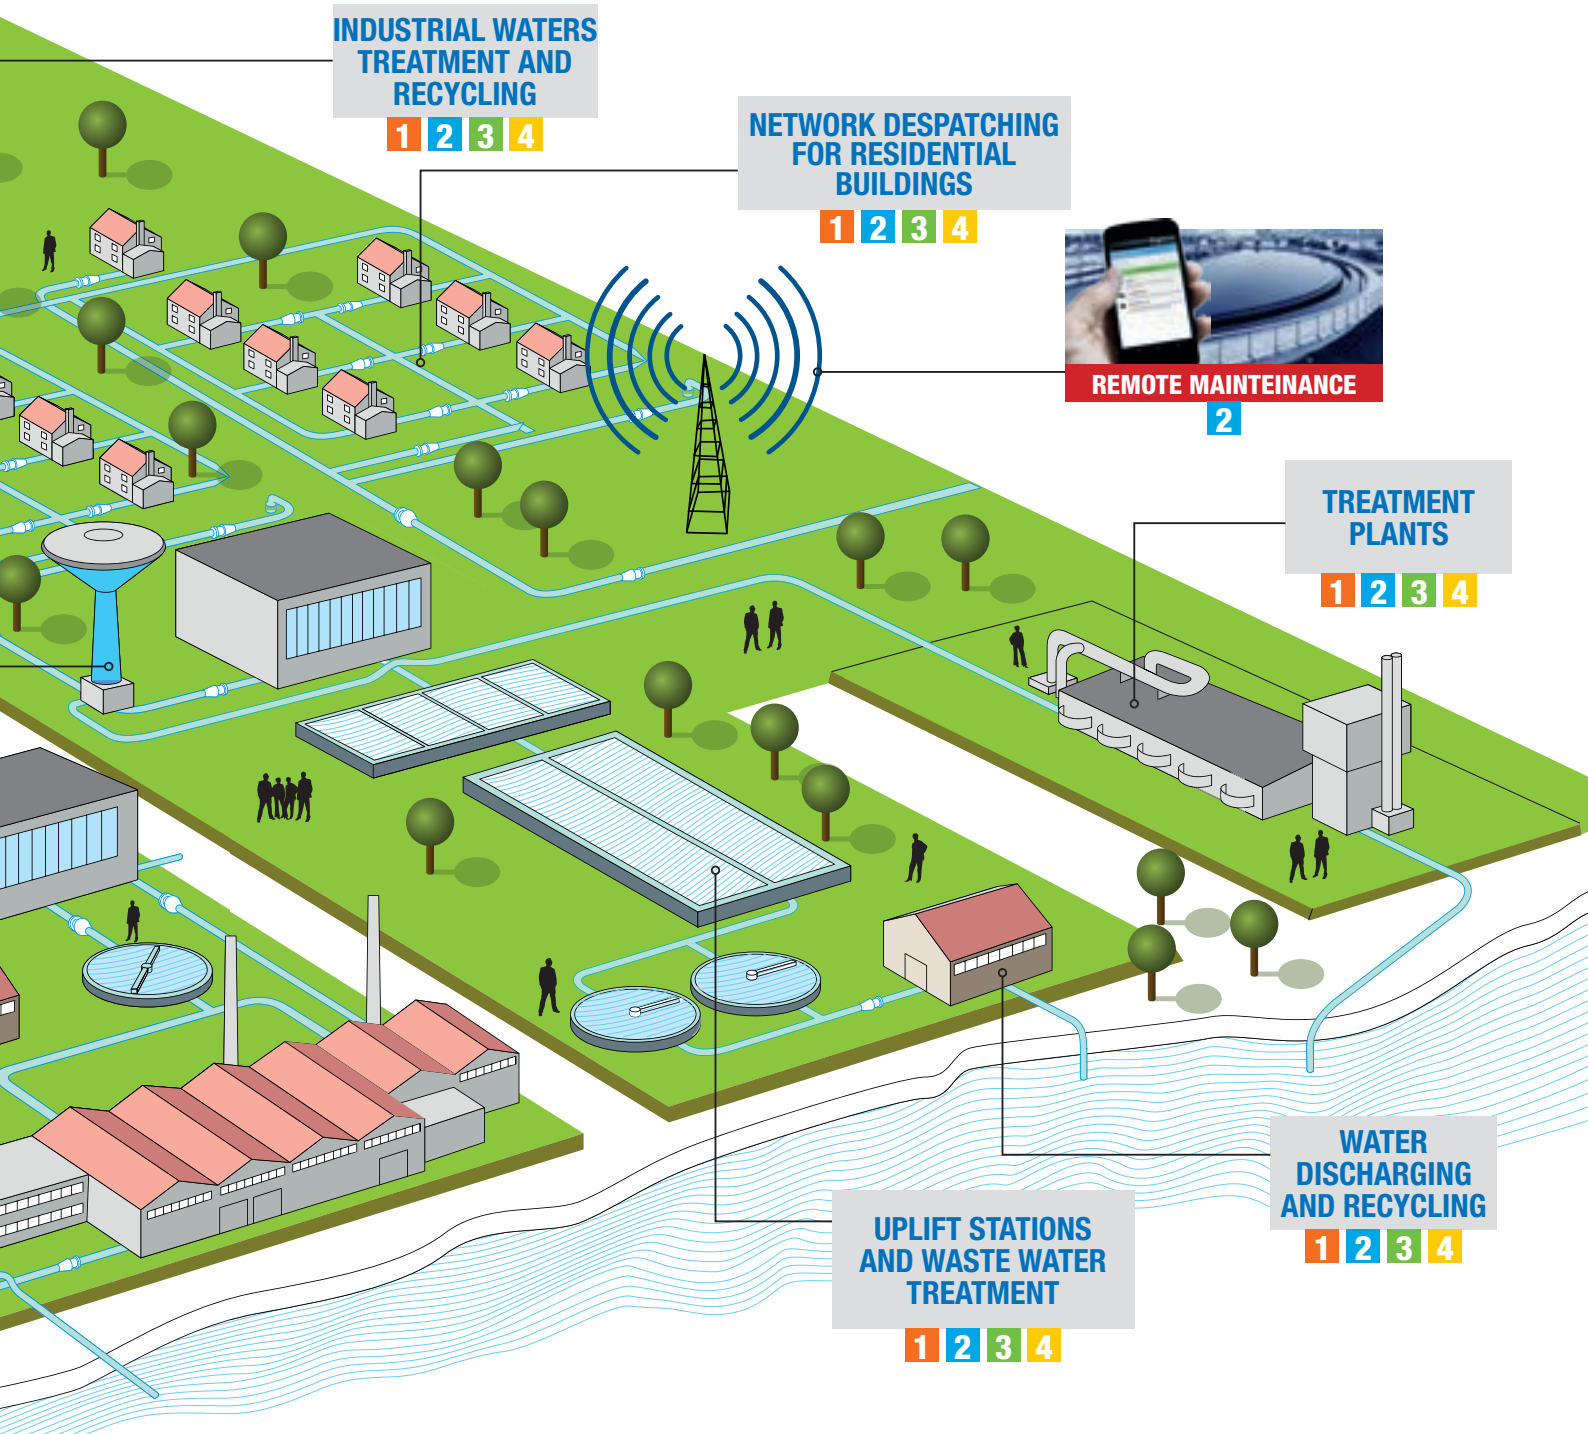 INDUSTRIAL WATERS
TREATMENT AND
RECYCLING
1 2 3 4
NETWORK DESPATCHING
FOR RESIDENTIAL
BUILDINGS
1 2 3 4
REMOTE MAINTEINANCE
2
TREATMENT
PLANTS
1 2 3 4
WATER
DISCHARGING
AND RECYCLING
1 2 3 4
UPLIFT STATIONS
AND WASTE WATER
TREATMENT
1 2 3 4